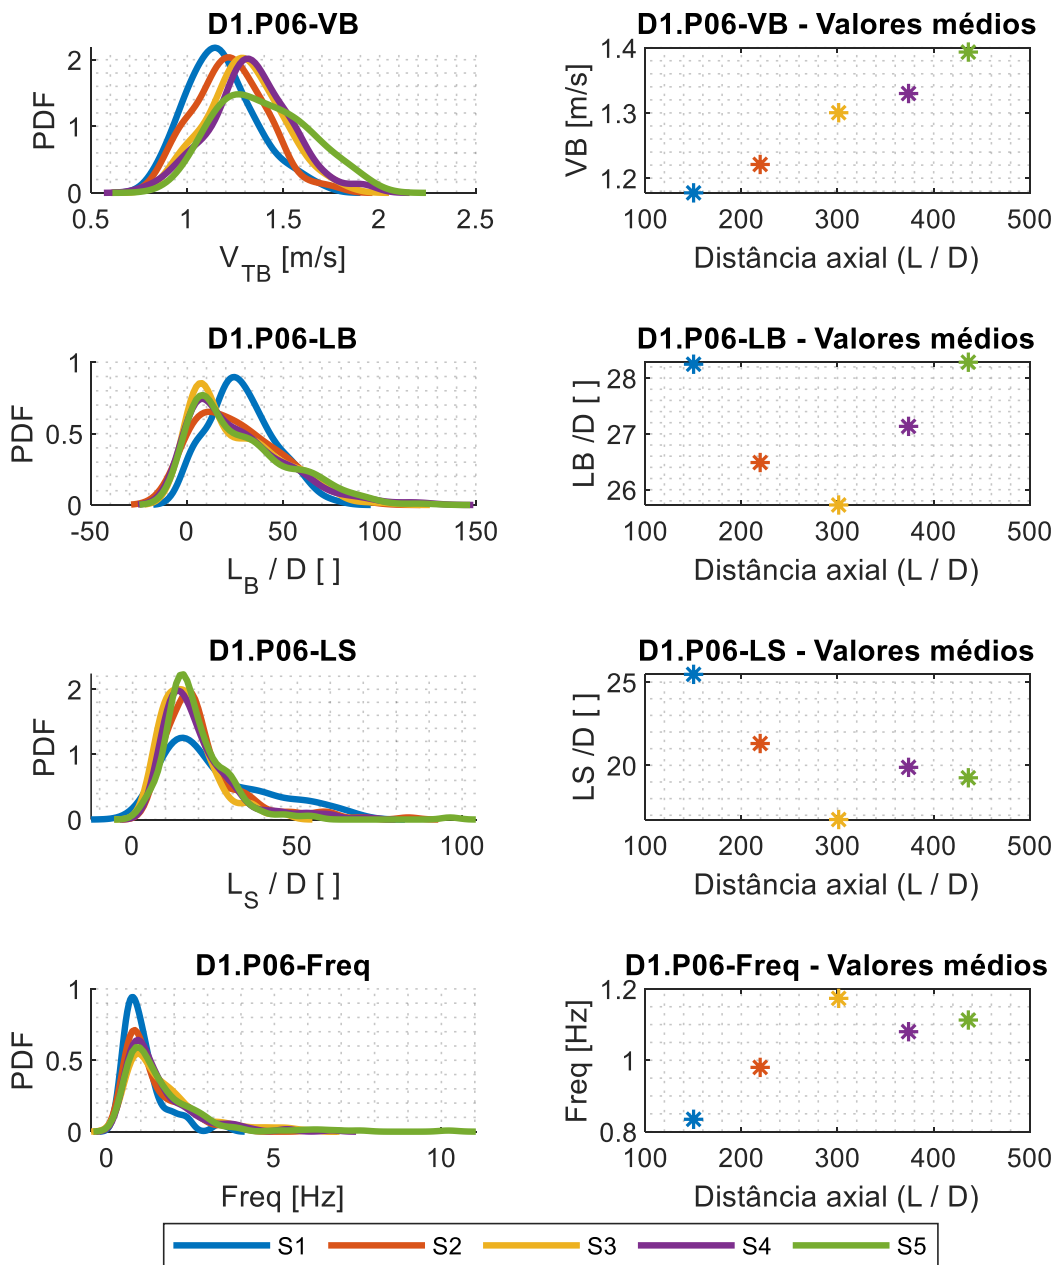 D1.P06-VB
PDF
2
1
0
0.5
1
1.5
2
2.5
V_TB [m/s]
D1.P06-VB - Valores médios
VB [m/s]
1.4
1.3
1.2
100
200
300
400
500
Distância axial (L / D)
D1.P06-LB
PDF
1
0.5
0
-50
0
50
100
150
L_B / D [ ]
D1.P06-LB - Valores médios
LB /D [ ]
28
27
26
100
200
300
400
500
Distância axial (L / D)
D1.P06-LS
PDF
2
1
0
0
50
100
L_S / D [ ]
D1.P06-LS - Valores médios
LS /D [ ]
25
20
100
200
300
400
500
Distância axial (L / D)
D1.P06-Freq
PDF
1
0.5
0
0
5
10
Freq [Hz]
D1.P06-Freq - Valores médios
Freq [Hz]
1.2
1
0.8
100
200
300
400
500
Distância axial (L / D)
S1
S2
S3
S4
S5